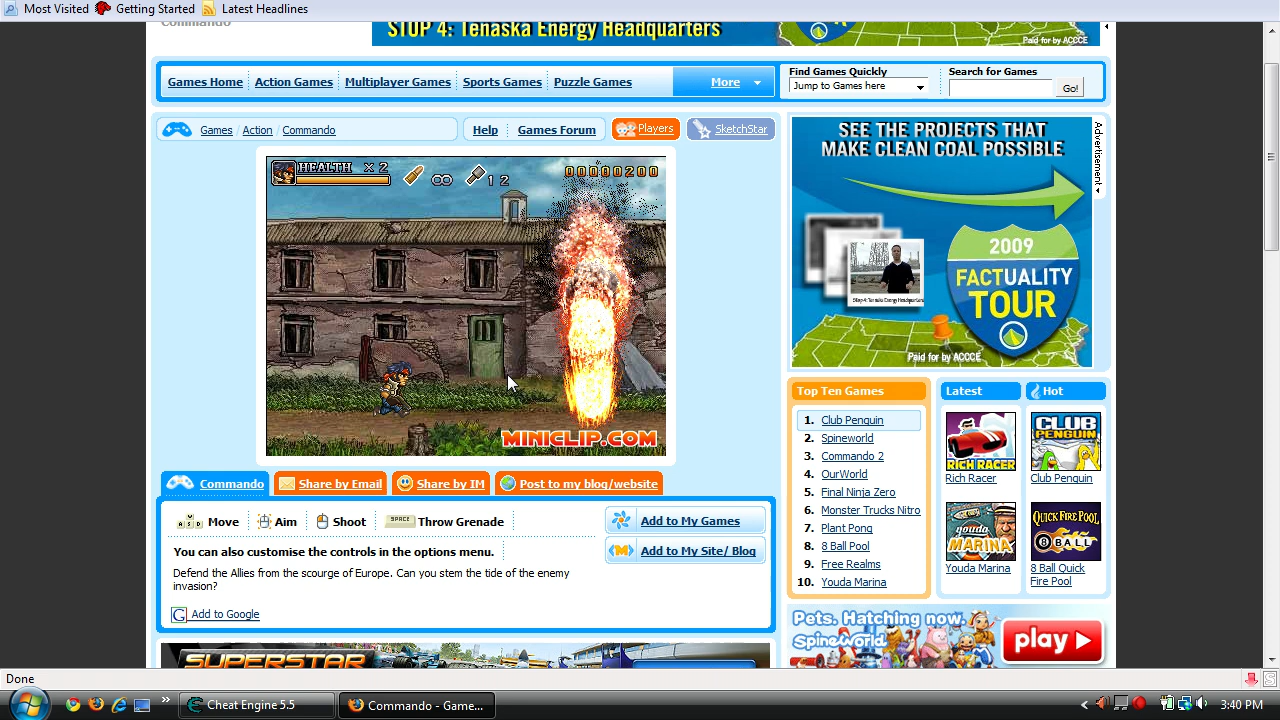 Most Visited Getting Started Latest Headlines
Commando
STOP 4: Tenaska Energy Headquarters
Paid for by ACCCE
Games Home Action Games Multiplayer Games Sports Games Puzzle Games More
Find Games Quickly
Jump to Games here
Search for Games
Go!
Games / Action / Commando
Help Games Forum Players SketchStar
HEALTH x 2 ∞ 12 00000200
MINICLIP.COM
Advertisement
SEE THE PROJECTS THAT
MAKE CLEAN COAL POSSIBLE
2009
FACTUALITY
TOUR
Stop 4: Tenaska Energy Headquarters
Paid for by ACCCE
Commando Share by Email Share by IM Post to my blog/website
W
A S D Move Aim Shoot SPACE Throw Grenade
You can also customise the controls in the options menu.
Defend the Allies from the scourge of Europe. Can you stem the tide of the enemy
invasion?
G Add to Google
Add to My Games
Add to My Site/ Blog
Top Ten Games
1. Club Penguin
2. Spineworld
3. Commando 2
4. OurWorld
5. Final Ninja Zero
6. Monster Trucks Nitro
7. Plant Pong
8. 8 Ball Pool
9. Free Realms
10. Youda Marina
Latest
RICH RACER
Rich Racer
youda
MARINA
Youda Marina
Hot
CLUB
PENGUIN
Club Penguin
QUICK FIRE POOL
8 BALL
8 Ball Quick
Fire Pool
Pets. Hatching now.
SpineWorld
play
SUPERSTAR
Done
Cheat Engine 5.5 Commando - Game... 3:40 PM